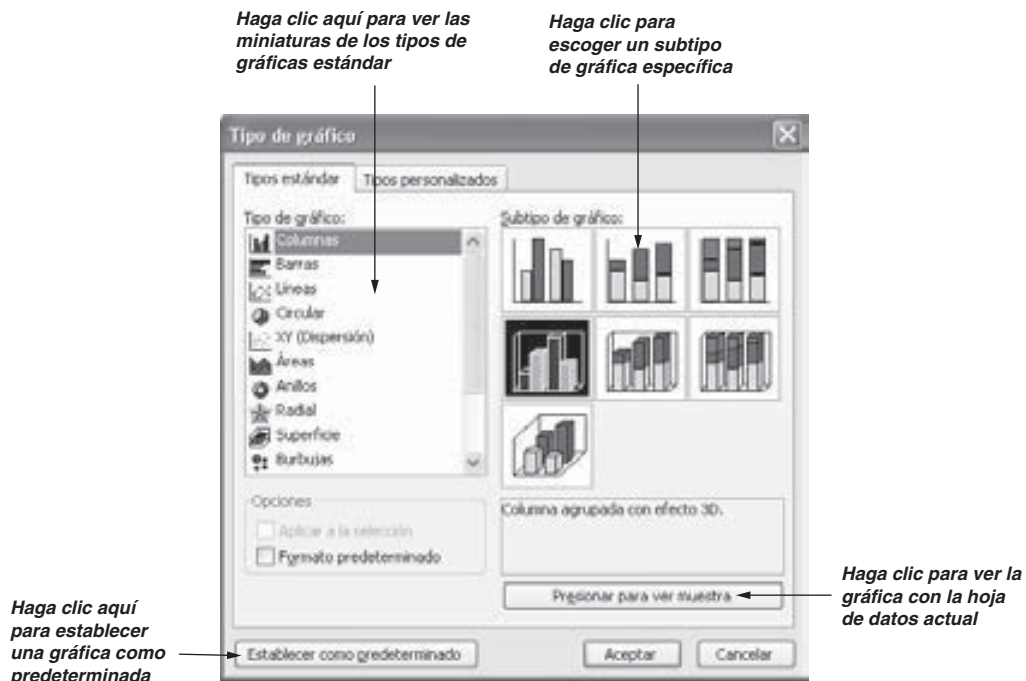 Haga clic aquí para ver las
miniaturas de los tipos de
gráficas estándar
Haga clic para
escoger un subtipo
de gráfica específica
Tipo de gráfico
Tipos estándar
Tipos personalizados
Tipo de gráfico:
Columnas
Barras
Líneas
Circular
XY (Dispersión)
Áreas
Anillos
Radial
Superficie
Burbujas
Subtipo de gráfico:
Opciones
Aplicar a la selección
Formato predeterminado
Columna agrupada con efecto 3D.
Presionar para ver muestra
Haga clic para ver la
gráfica con la hoja
de datos actual
Haga clic aquí
para establecer
una gráfica como
predeterminada
Establecer como predeterminado
Aceptar
Cancelar